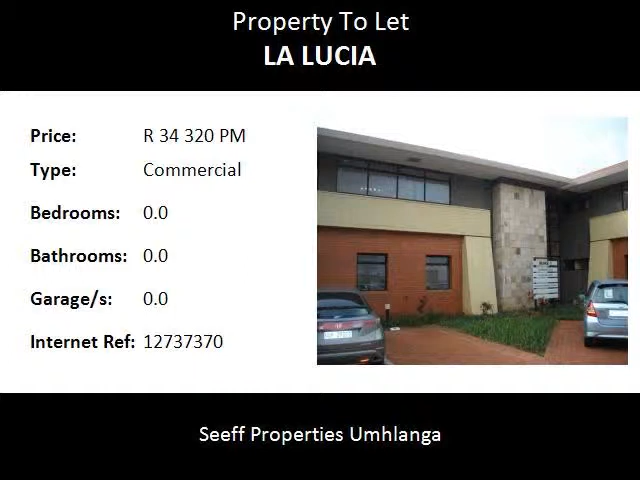 Property To Let
LA LUCIA
Price: R 34 320 PM
Type: Commercial
Bedrooms: 0.0
Bathrooms: 0.0
Garage/s: 0.0
Internet Ref: 12737370
Seeff Properties Umhlanga